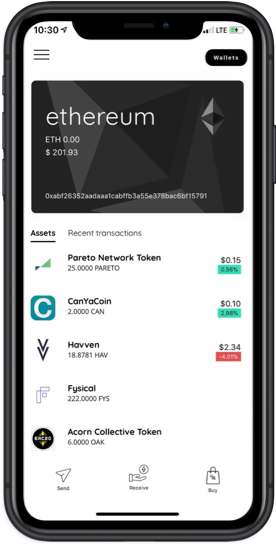 10:30
LTE
Wallets
ethereum
ETH 0.00
$ 201.93
0xabf26352aadaaa1cabffb3a55e378bac6bf15791
Assets
Recent transactions
Pareto Network Token
$0.15
25.0000 PARETO
0.56%
CanYaCoin
$0.10
2.0000 CAN
2.98%
Havven
$2.34
18.8781 HAV
-4.01%
Fysical
222.0000 FYS
ERC20
Acorn Collective Token
6.0000 OAK
Send
Receive
Buy